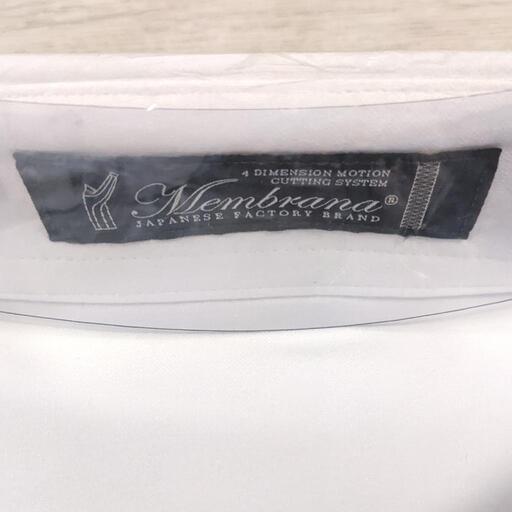 4 DIMENSION MOTION
CUTTING SYSTEM
Membrana®
JAPANESE FACTORY BRAND